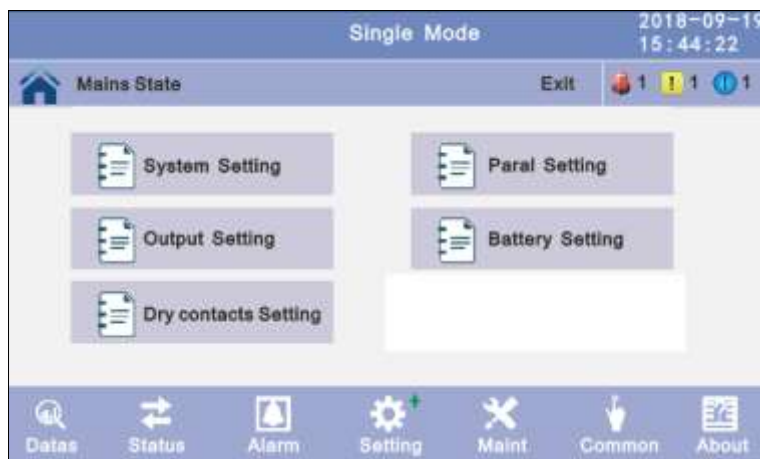 Single Mode
2018-09-19
15:44:22
Mains State
Exit
1
! 1
1
System Setting
Paral Setting
Output Setting
Battery Setting
Dry contacts Setting
Datas
Status
Alarm
Setting
Maint
Common
About